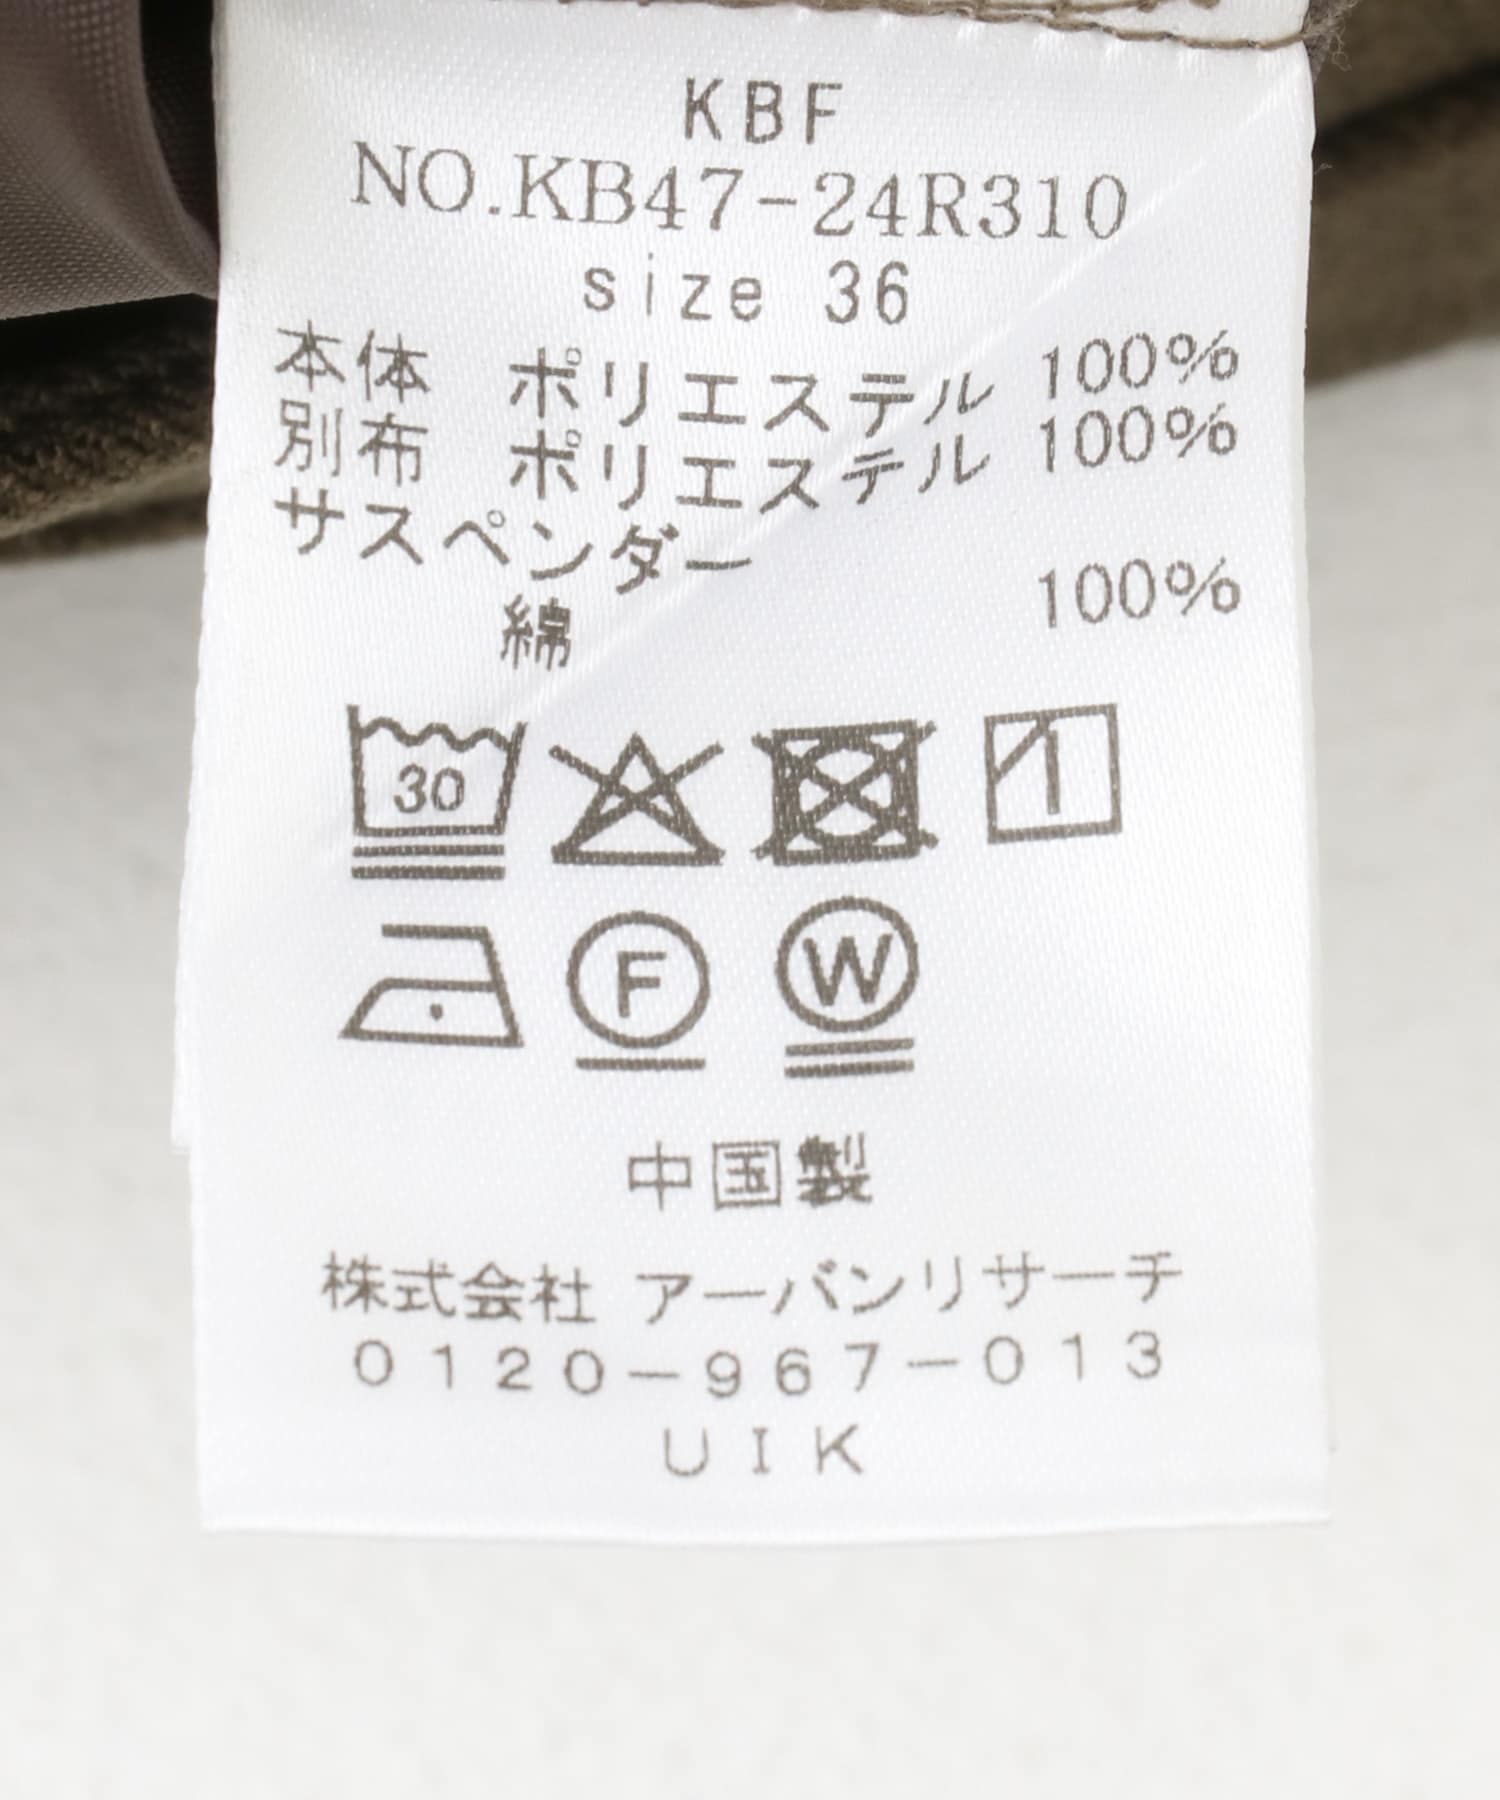 KBF
NO.KB47-24R310
size 36
本体 ポリエステル 100%
別布 ポリエステル 100%
サスペンダー
綿 100%
30
F
W
中国製
株式会社 アーバンリサーチ
0120-967-013
UIK